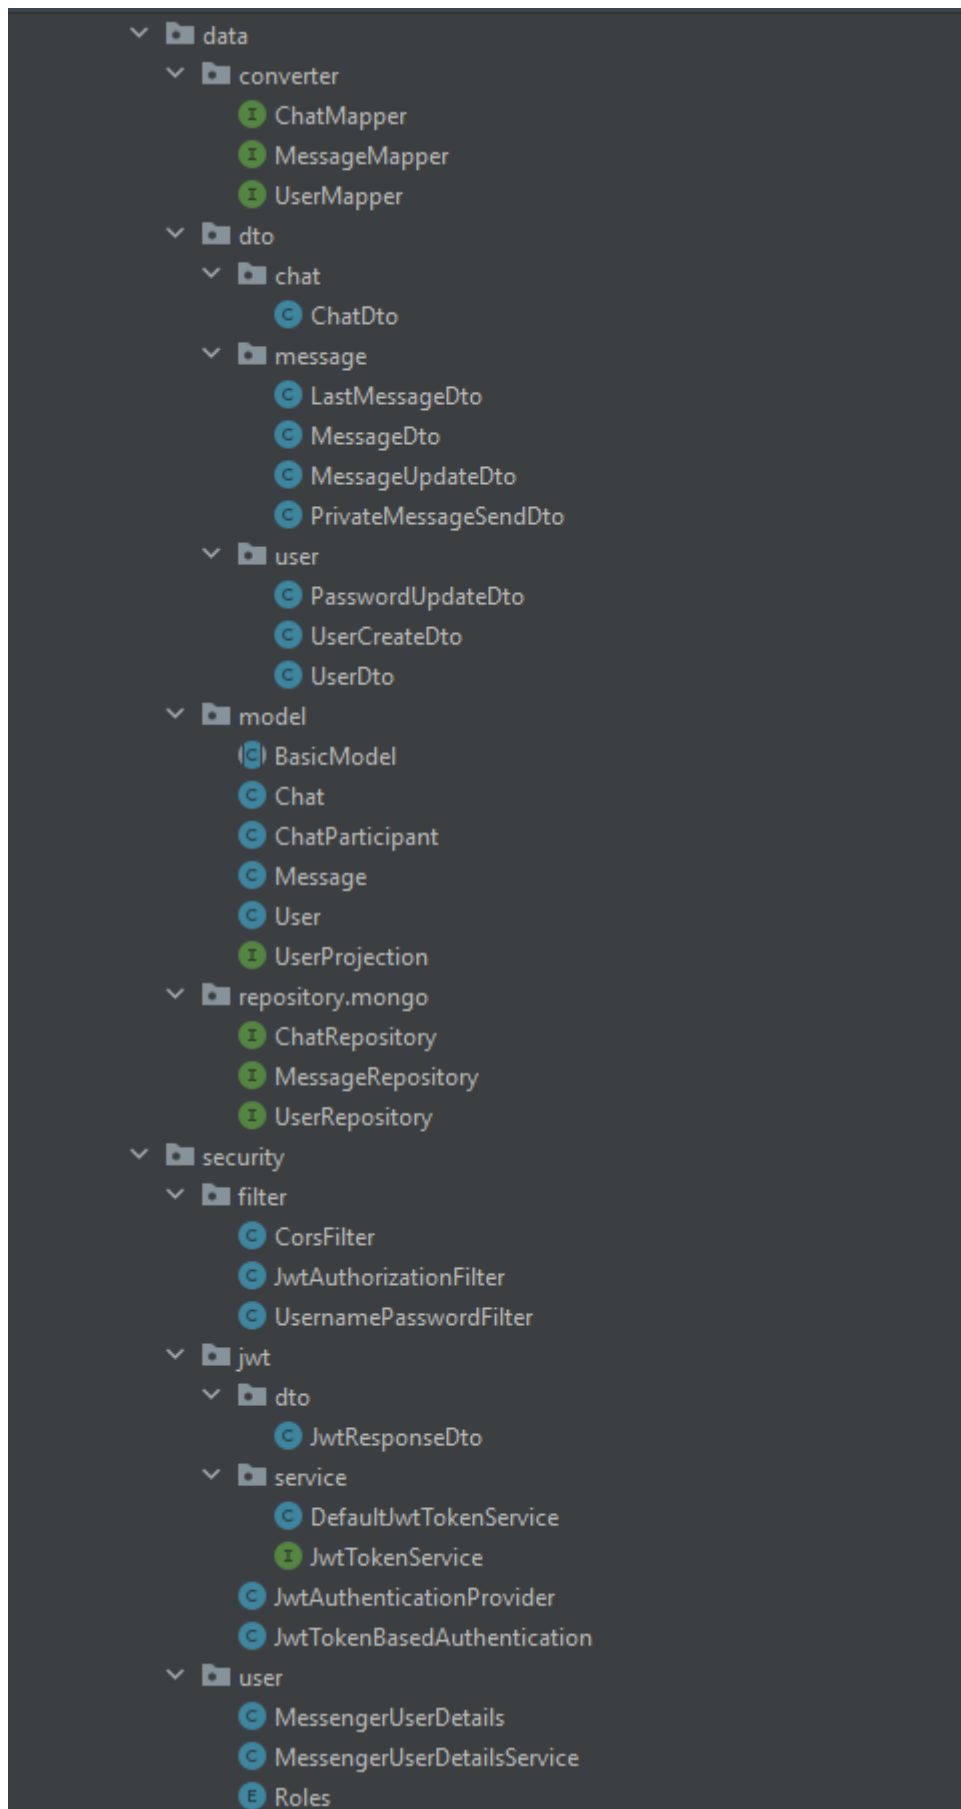 data
converter
I ChatMapper
I MessageMapper
I UserMapper
dto
chat
C ChatDto
message
C LastMessageDto
C MessageDto
C MessageUpdateDto
C PrivateMessageSendDto
user
C PasswordUpdateDto
C UserCreateDto
C UserDto
model
C BasicModel
C Chat
C ChatParticipant
C Message
C User
I UserProjection
repository.mongo
I ChatRepository
I MessageRepository
I UserRepository
security
filter
C CorsFilter
C JwtAuthorizationFilter
C UsernamePasswordFilter
jwt
dto
C JwtResponseDto
service
C DefaultJwtTokenService
I JwtTokenService
C JwtAuthenticationProvider
C JwtTokenBasedAuthentication
user
C MessengerUserDetails
C MessengerUserDetailsService
E Roles